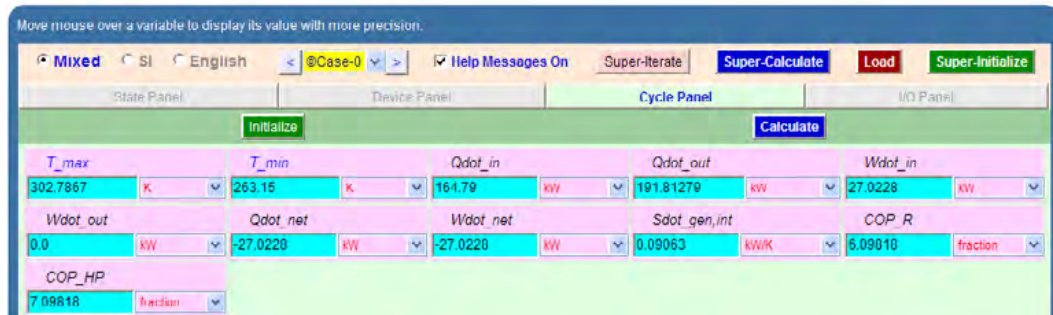 Move mouse over a variable to display its value with more precision.
Mixed SI English < ©Case-0 > Help Messages On Super-Iterate Super-Calculate Load Super-Initialize
State Panel Device Panel Cycle Panel I/O Panel
Initialize Calculate
T_max T_min Qdot_in Qdot_out Wdot_in
302.7867 K 263.15 K 164.79 kW 191.81279 kW 27.0228 kW
Wdot_out Qdot_net Wdot_net Sdot_gen,int COP_R
0.0 kW -27.0228 kW -27.0228 kW 0.09063 kW/K 6.09818 fraction
COP_HP
7.09818 fraction